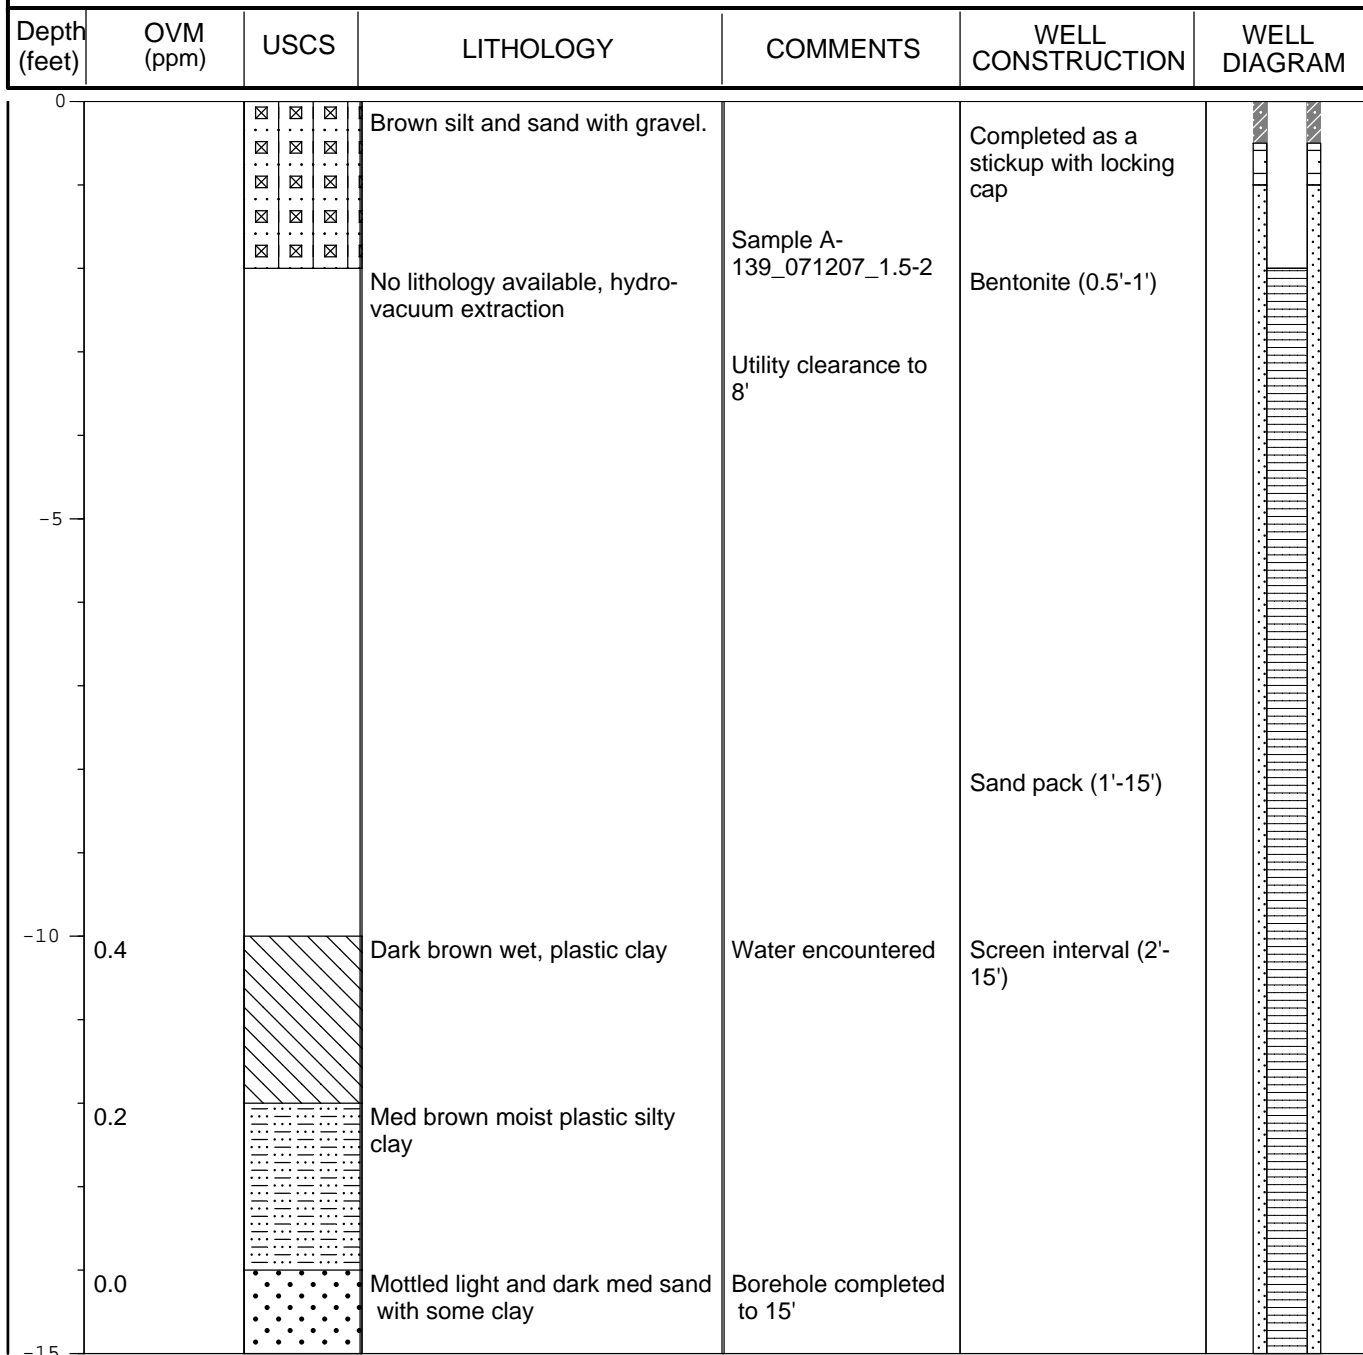 Depth
(feet)
OVM
(ppm)
USCS
LITHOLOGY
COMMENTS
WELL
CONSTRUCTION
WELL
DIAGRAM
0
Brown silt and sand with gravel.
Completed as a
stickup with locking
cap
Sample A-
139_071207_1.5-2
No lithology available, hydro-
vacuum extraction
Bentonite (0.5'-1')
Utility clearance to
8'
-5
Sand pack (1'-15')
-10
0.4
Dark brown wet, plastic clay
Water encountered
Screen interval (2'-
15')
0.2
Med brown moist plastic silty
clay
0.0
Mottled light and dark med sand
with some clay
Borehole completed
to 15'
-15